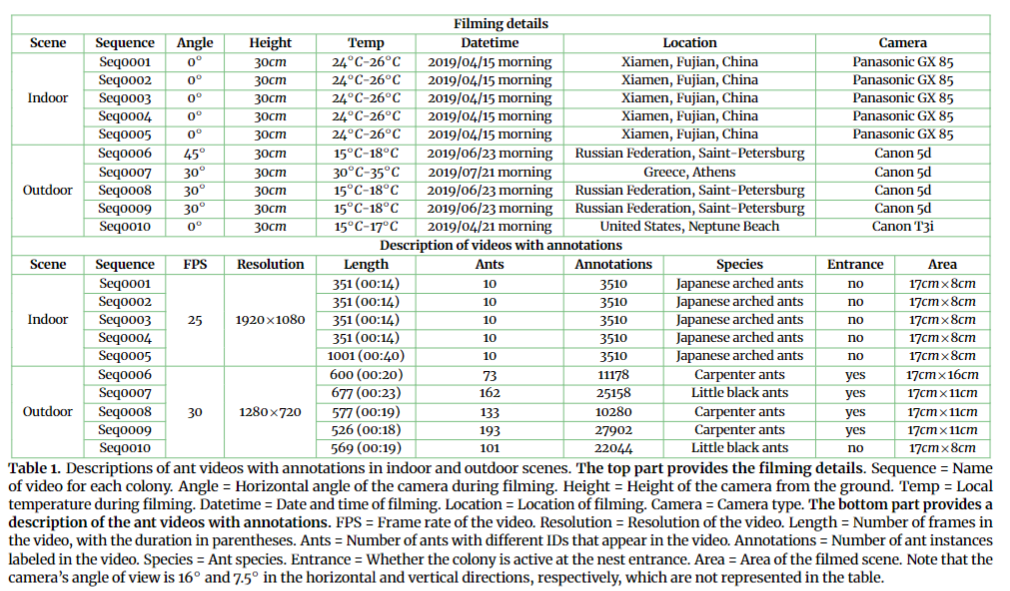 Filming details
Scene Sequence Angle Height Temp Datetime Location Camera
Seq0001 0° 30cm 24°C-26°C 2019/04/15 morning Xiamen, Fujian, China Panasonic GX 85
Seq0002 0° 30cm 24°C-26°C 2019/04/15 morning Xiamen, Fujian, China Panasonic GX 85
Indoor Seq0003 0° 30cm 24°C-26°C 2019/04/15 morning Xiamen, Fujian, China Panasonic GX 85
Seq0004 0° 30cm 24°C-26°C 2019/04/15 morning Xiamen, Fujian, China Panasonic GX 85
Seq0005 0° 30cm 24°C-26°C 2019/04/15 morning Xiamen, Fujian, China Panasonic GX 85
Seq0006 45° 30cm 15°C-18°C 2019/06/23 morning Russian Federation, Saint-Petersburg Canon 5d
Seq0007 30° 30cm 30°C-35°C 2019/07/21 morning Greece, Athens Canon 5d
Outdoor Seq0008 30° 30cm 15°C-18°C 2019/06/23 morning Russian Federation, Saint-Petersburg Canon 5d
Seq0009 30° 30cm 15°C-18°C 2019/06/23 morning Russian Federation, Saint-Petersburg Canon 5d
Seq0010 0° 30cm 15°C-17°C 2019/04/21 morning United States, Neptune Beach Canon T3i
Description of videos with annotations
Scene Sequence FPS Resolution Length Ants Annotations Species Entrance Area
Seq0001 351 (00:14) 10 3510 Japanese arched ants no 17cm×8cm
Seq0002 351 (00:14) 10 3510 Japanese arched ants no 17cm×8cm
Indoor Seq0003 25 1920×1080 351 (00:14) 10 3510 Japanese arched ants no 17cm×8cm
Seq0004 351 (00:14) 10 3510 Japanese arched ants no 17cm×8cm
Seq0005 1001 (00:40) 10 3510 Japanese arched ants no 17cm×8cm
Seq0006 600 (00:20) 73 11178 Carpenter ants yes 17cm×16cm
Seq0007 677 (00:23) 162 25158 Little black ants yes 17cm×11cm
Outdoor Seq0008 30 1280×720 577 (00:19) 133 10280 Carpenter ants yes 17cm×11cm
Seq0009 526 (00:18) 193 27902 Carpenter ants yes 17cm×11cm
Seq0010 569 (00:19) 101 22044 Little black ants no 17cm×8cm
Table 1. Descriptions of ant videos with annotations in indoor and outdoor scenes. The top part provides the filming details. Sequence = Name
of video for each colony. Angle = Horizontal angle of the camera during filming. Height = Height of the camera from the ground. Temp = Local
temperature during filming. Datetime = Date and time of filming. Location = Location of filming. Camera = Camera type. The bottom part provides a
description of the ant videos with annotations. FPS = Frame rate of the video. Resolution = Resolution of the video. Length = Number of frames in
the video, with the duration in parentheses. Ants = Number of ants with different IDs that appear in the video. Annotations = Number of ant instances
labeled in the video. Species = Ant species. Entrance = Whether the colony is active at the nest entrance. Area = Area of the filmed scene. Note that the
camera's angle of view is 16° and 7.5° in the horizontal and vertical directions, respectively, which are not represented in the table.